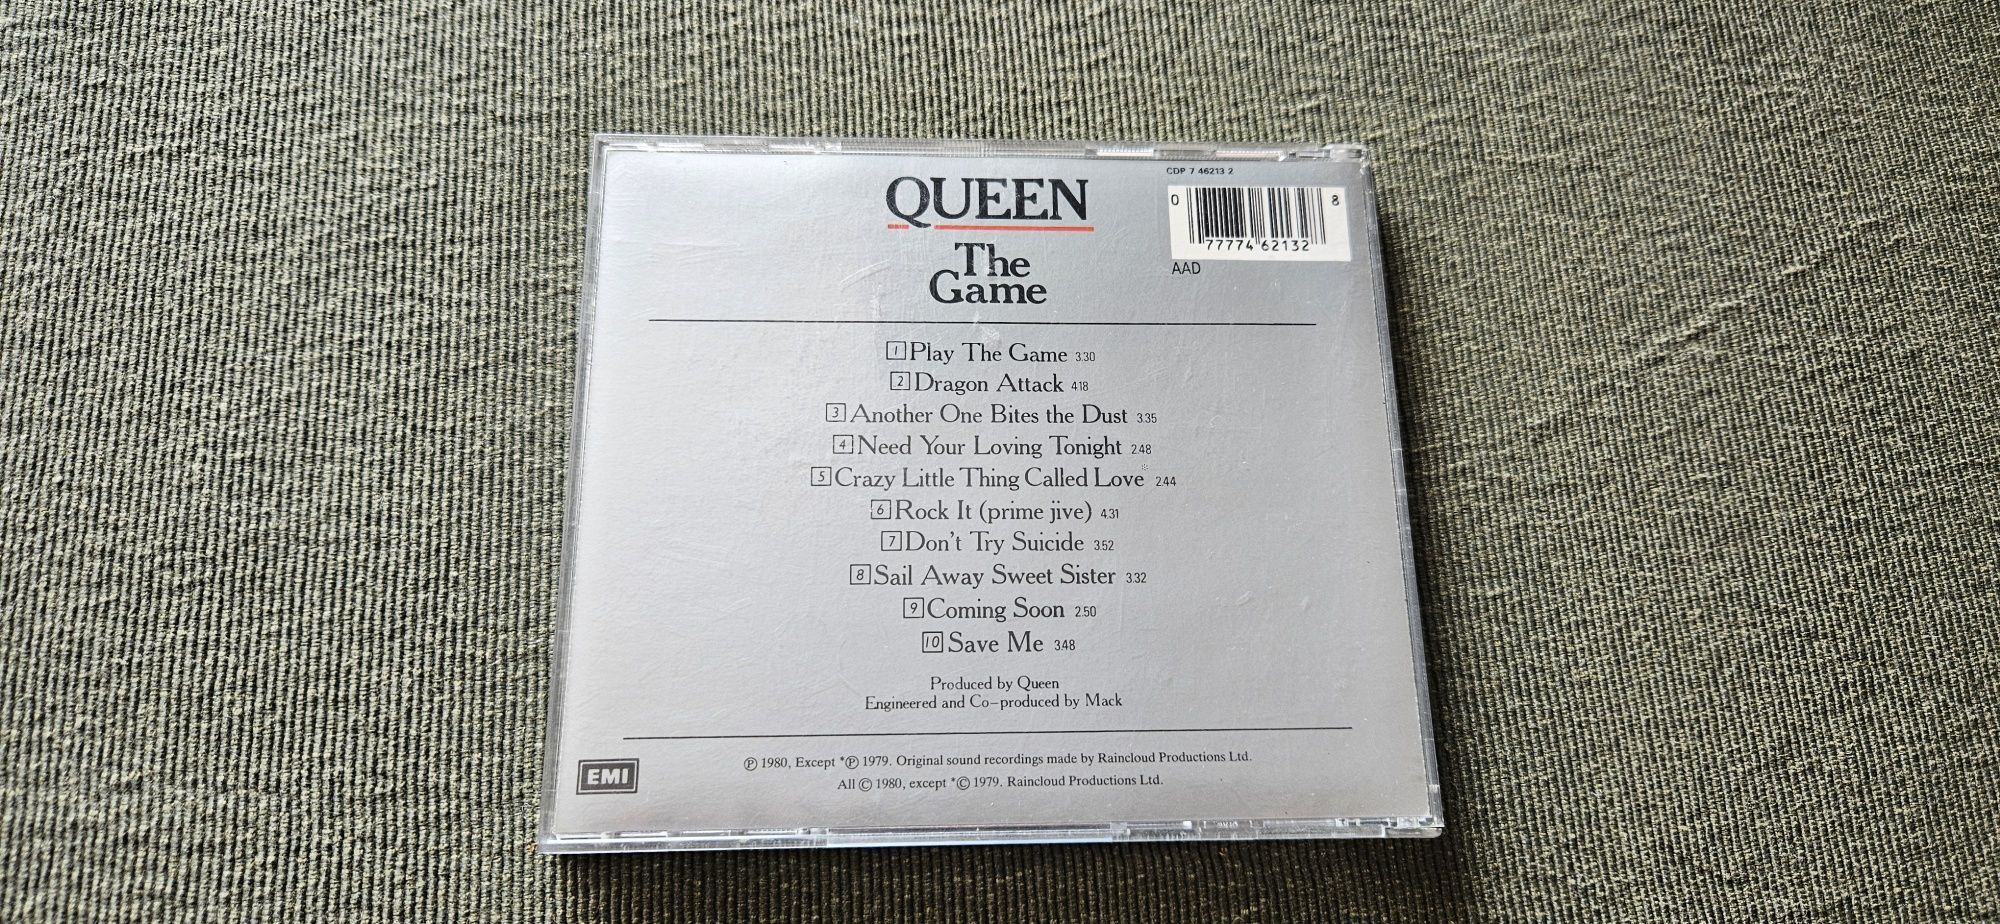 CDP 7 46213 2
QUEEN
0 77774 62132 8
The
Game
AAD
1 Play The Game 3.30
2 Dragon Attack 4.18
3 Another One Bites the Dust 3.35
4 Need Your Loving Tonight 2.48
5 Crazy Little Thing Called Love* 2.44
6 Rock It (prime jive) 4.31
7 Don't Try Suicide 3.52
8 Sail Away Sweet Sister 3.32
9 Coming Soon 2.50
10 Save Me 3.48
Produced by Queen
Engineered and Co-produced by Mack
EMI
℗ 1980, Except *℗ 1979. Original sound recordings made by Raincloud Productions Ltd.
All © 1980, except *© 1979. Raincloud Productions Ltd.